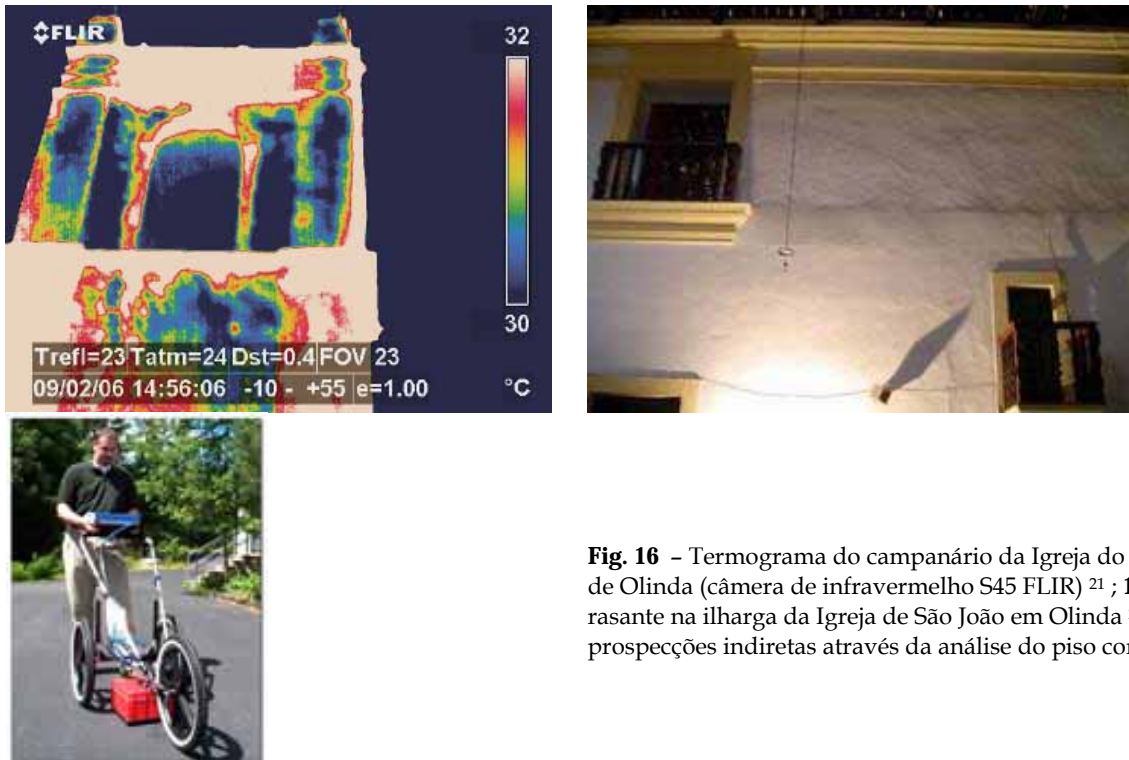 FLIR
32
30
Trefl=23 Tatm=24 Dst=0.4 FOV 23
09/02/06 14:56:06 -10 - +55 e=1.00 °C
Fig. 16 – Termograma do campanário da Igreja do
de Olinda (câmera de infravermelho S45 FLIR) 21 ;
rasante na ilharga da Igreja de São João em Olinda
prospecções indiretas através da análise do piso